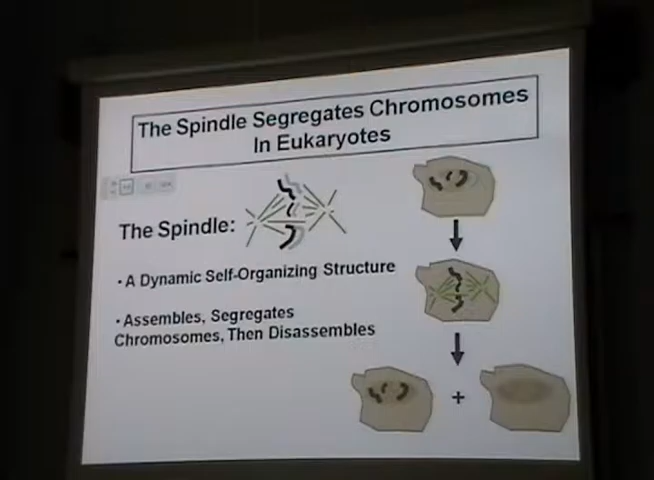 The Spindle Segregates Chromosomes
In Eukaryotes
The Spindle:
· A Dynamic Self-Organizing Structure
· Assembles, Segregates
Chromosomes, Then Disassembles
+